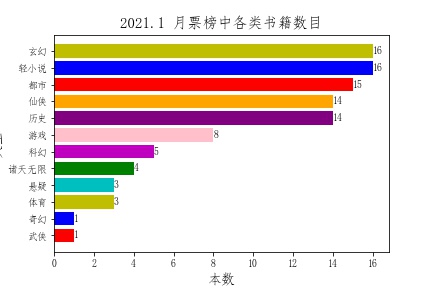 2021.1 月票榜中各类书籍数目
玄幻 16
轻小说 16
都市 15
仙侠 14
历史 14
游戏 8
科幻 5
诸天无限 4
悬疑 3
体育 3
奇幻 1
武侠 1
0 2 4 6 8 10 12 14 16
本数